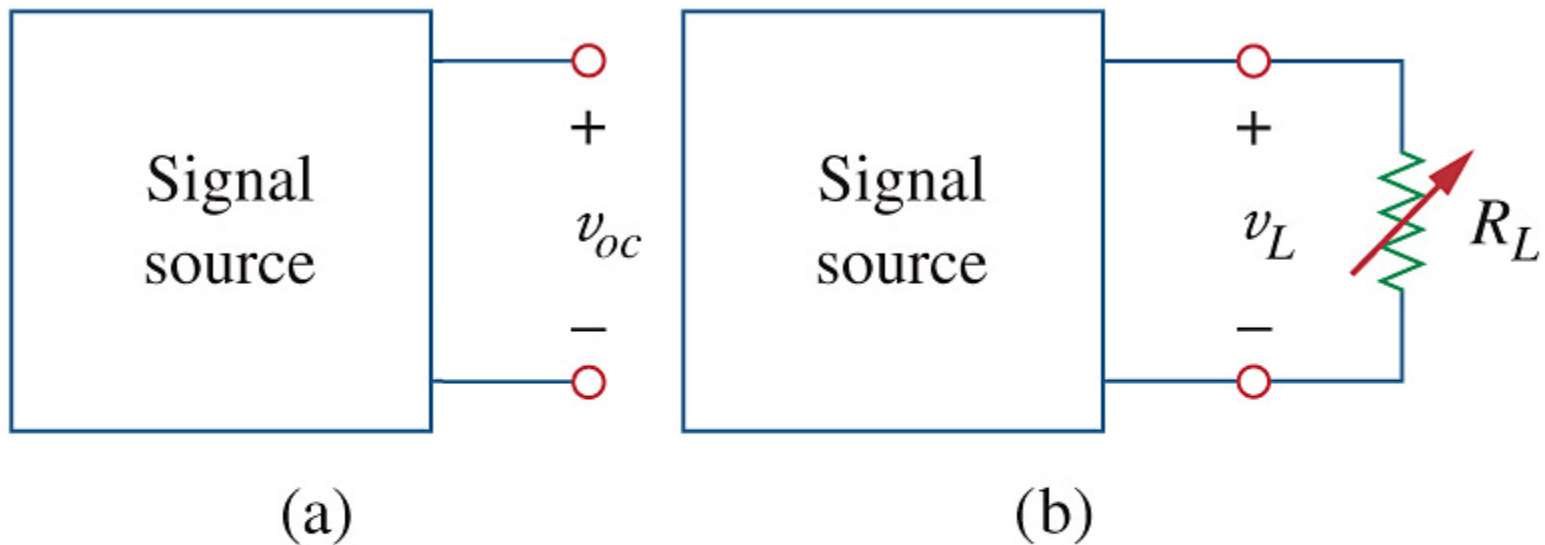 Signal
source
+
v_oc
−
(a)
Signal
source
+
v_L
−
R_L
(b)